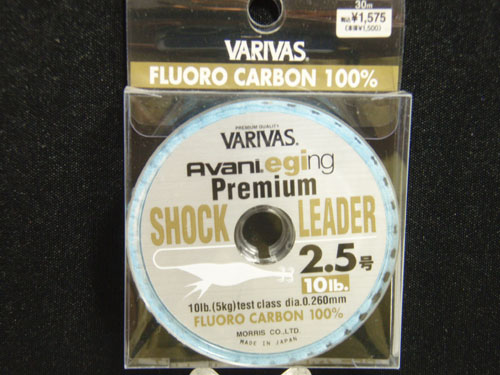 30m
税込¥1,575
(本体¥1,500)
VARIVAS
FLUORO CARBON 100%
PREMIUM QUALITY
VARIVAS.
Avani.eging
Premium
SHOCK LEADER
2.5号
10lb.
10lb.(5kg)test class dia.0.260mm
FLUORO CARBON 100%
MORRIS CO.,LTD.
MADE IN JAPAN